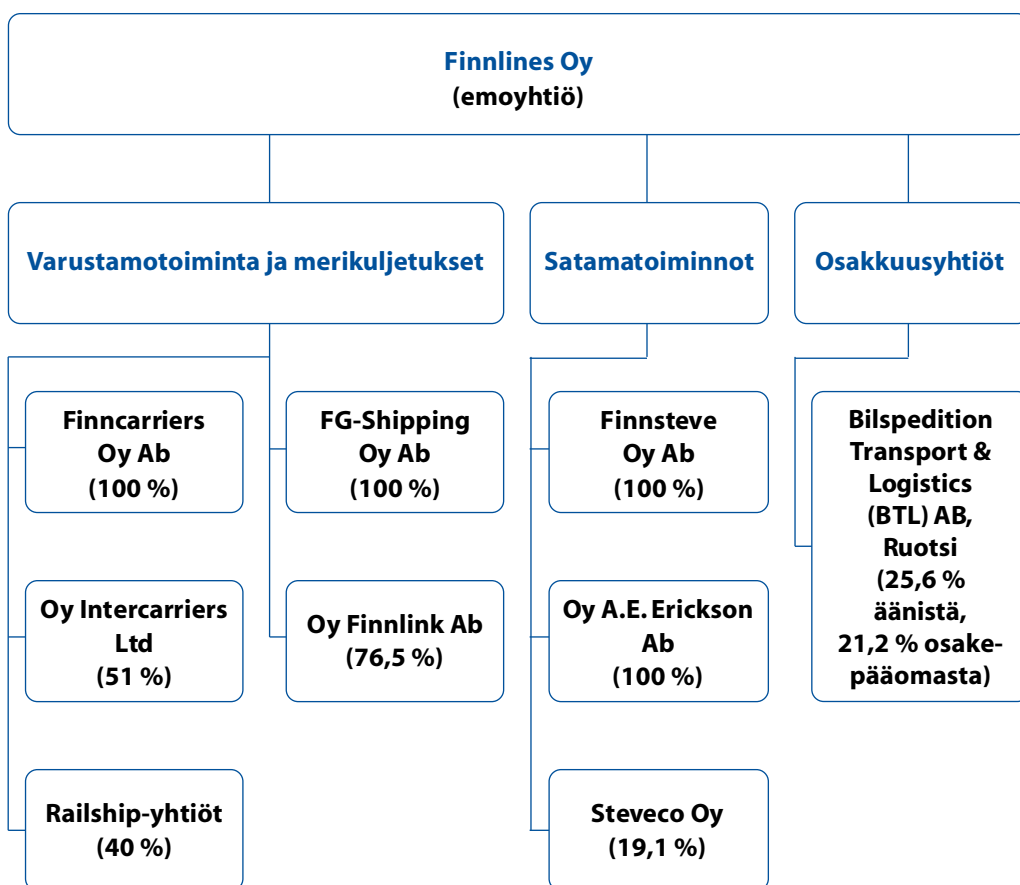 Finnlines Oy
(emoyhtiö)
Varustamotoiminta ja merikuljetukset
Satamatoiminnot
Osakkuusyhtiöt
Finncarriers
Oy Ab
(100 %)
FG-Shipping
Oy Ab
(100 %)
Finnsteve
Oy Ab
(100 %)
Bilspedition
Transport &
Logistics
(BTL) AB,
Ruotsi
(25,6 %
äänistä,
21,2 % osake-
pääomasta)
Oy Intercarriers
Ltd
(51 %)
Oy Finnlink Ab
(76,5 %)
Oy A.E. Erickson
Ab
(100 %)
Railship-yhtiöt
(40 %)
Steveco Oy
(19,1 %)